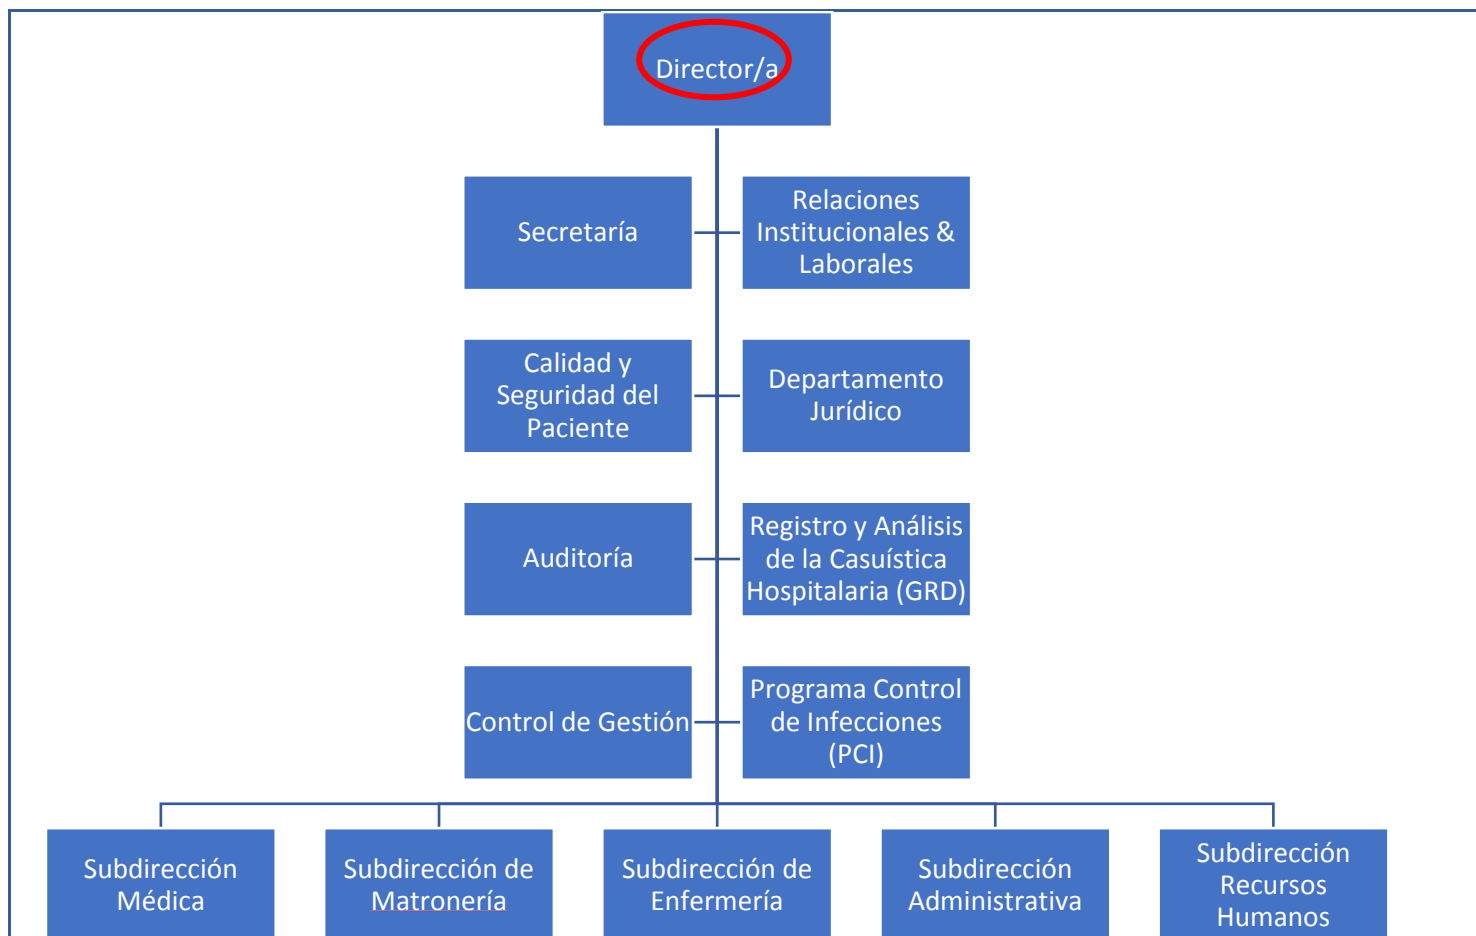 Director/a
Secretaría
Relaciones
Institucionales &
Laborales
Calidad y
Seguridad del
Paciente
Departamento
Jurídico
Auditoría
Registro y Análisis
de la Casuística
Hospitalaria (GRD)
Control de Gestión
Programa Control
de Infecciones
(PCI)
Subdirección
Médica
Subdirección de
Matronería
Subdirección de
Enfermería
Subdirección
Administrativa
Subdirección
Recursos
Humanos